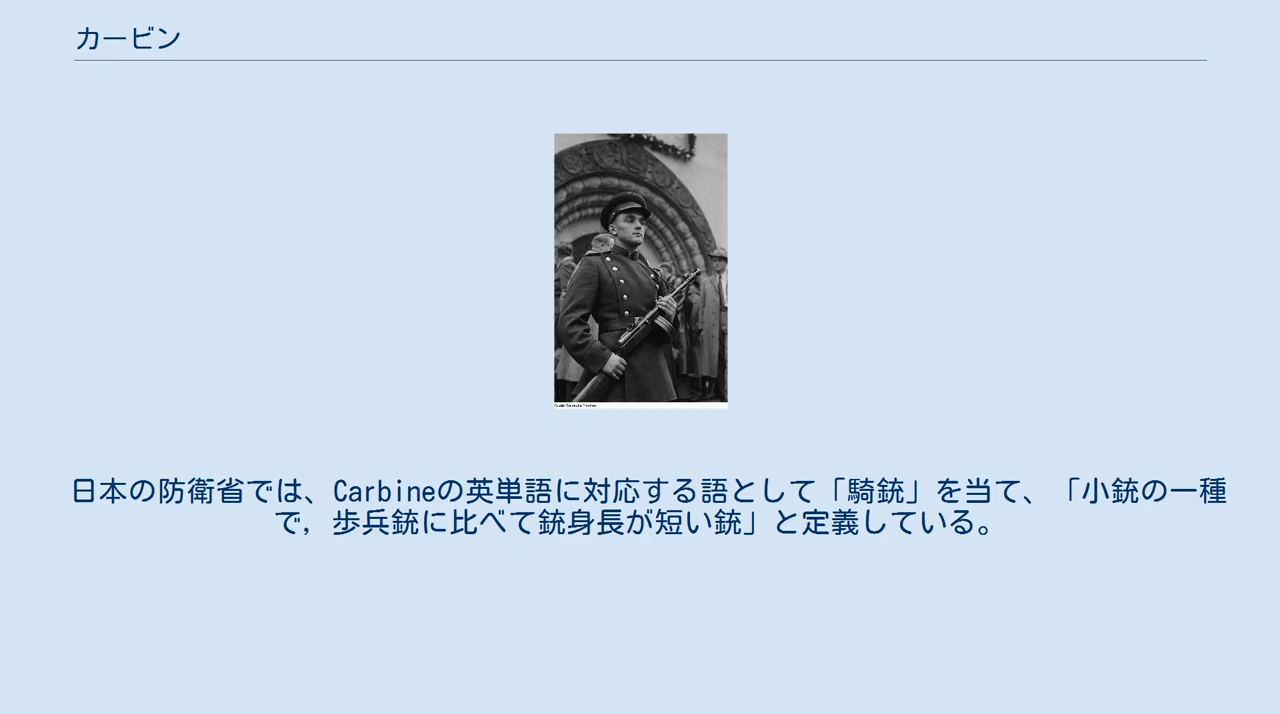 カービン
日本の防衛省では、Carbineの英単語に対応する語として「騎銃」を当て、「小銃の一種
で，歩兵銃に比べて銃身長が短い銃」と定義している。